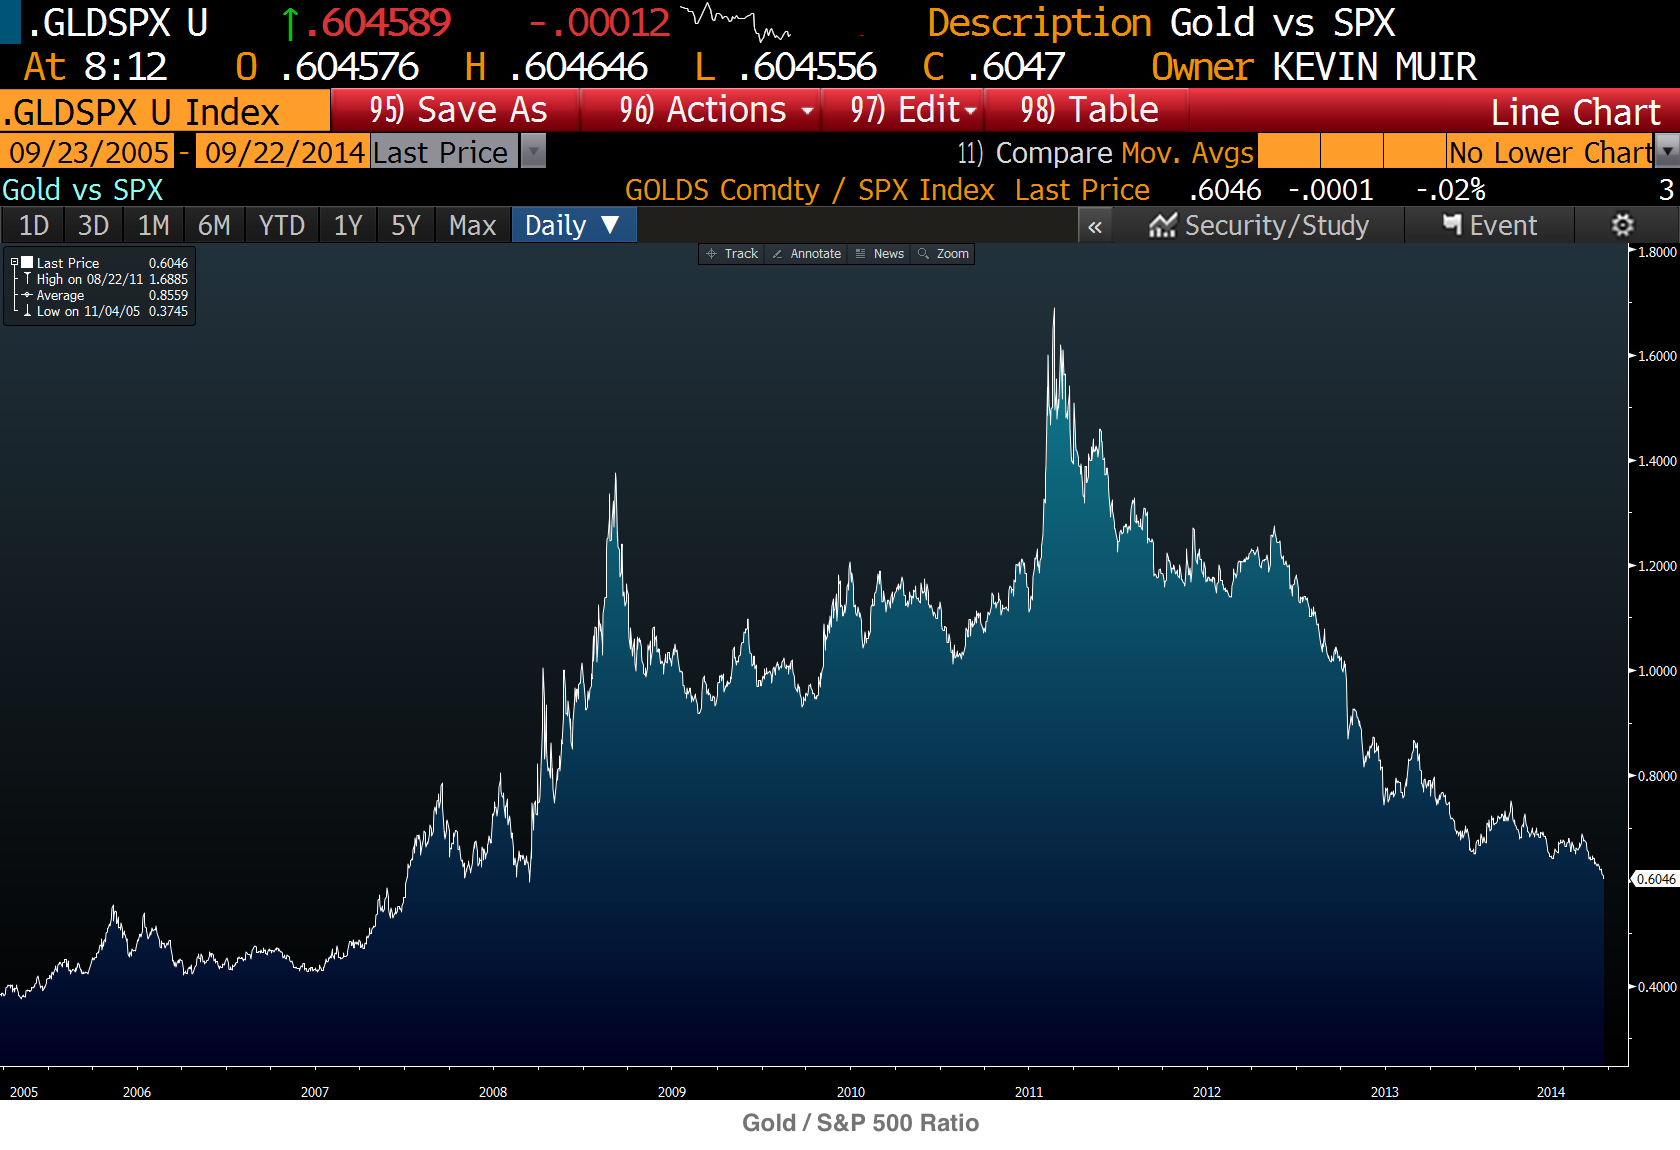 .GLDSPX U ↑.604589 -.00012 Description Gold vs SPX
At 8:12 O .604576 H .604646 L .604556 C .6047 Owner KEVIN MUIR
.GLDSPX U Index 95) Save As 96) Actions 97) Edit 98) Table Line Chart
09/23/2005 - 09/22/2014 Last Price 11) Compare Mov. Avgs No Lower Chart
Gold vs SPX GOLDS Comdty / SPX Index Last Price .6046 -.0001 -.02% 3
1D 3D 1M 6M YTD 1Y 5Y Max Daily ▼ « Security/Study Event
Track Annotate News Zoom
Last Price 0.6046
High on 08/22/11 1.6885
Average 0.8559
Low on 11/04/05 0.3745
1.8000
1.6000
1.4000
1.2000
1.0000
0.8000
0.6046
0.4000
2005 2006 2007 2008 2009 2010 2011 2012 2013 2014
Gold / S&P 500 Ratio